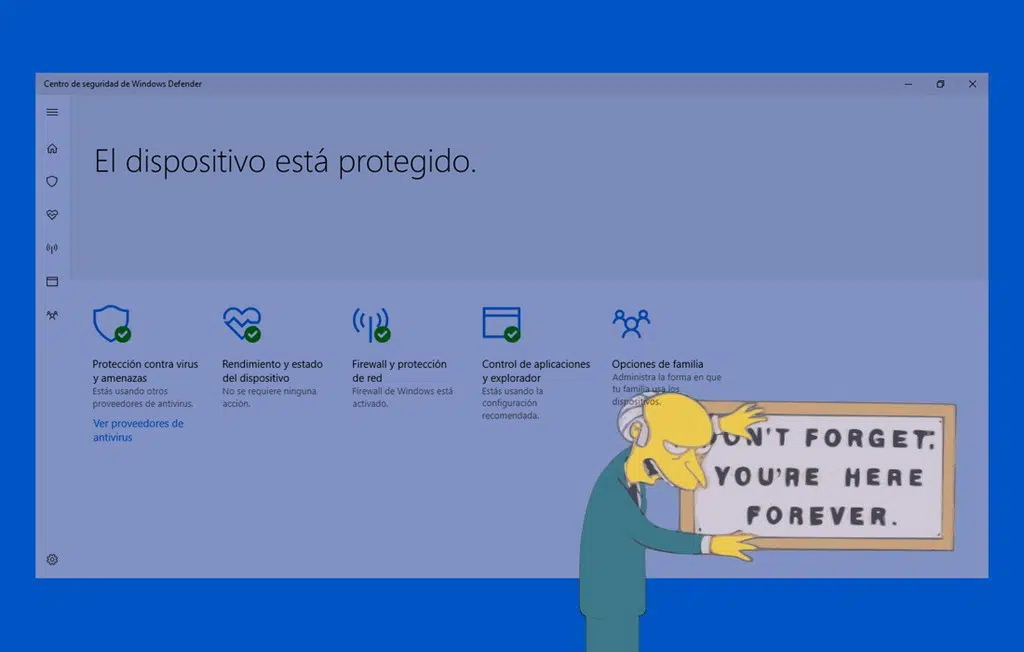 Centro de seguridad de Windows Defender
El dispositivo está protegido.
Protección contra virus
y amenazas
Estás usando otros
proveedores de antivirus.
Ver proveedores de
antivirus
Rendimiento y estado
del dispositivo
No se requiere ninguna
acción.
Firewall y protección
de red
Firewall de Windows está
activado.
Control de aplicaciones
y explorador
Estás usando la
configuración
recomendada.
Opciones de familia
Administra la forma en que
tu familia usa los
dispositivos.
DON'T FORGET:
YOU'RE HERE
FOREVER.